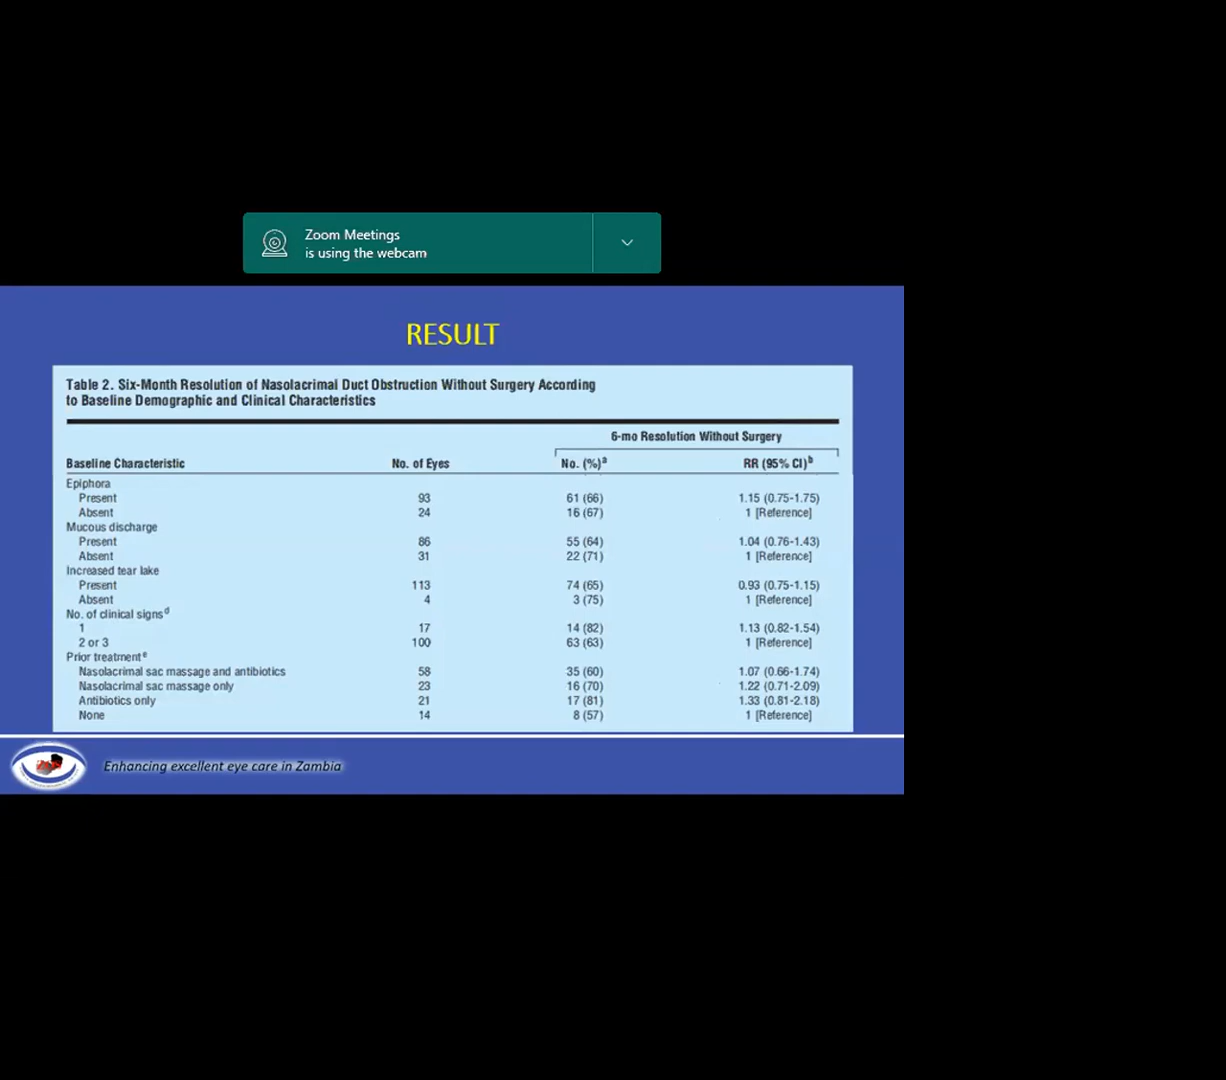 Zoom Meetings
is using the webcam
RESULT
Table 2. Six-Month Resolution of Nasolacrimal Duct Obstruction Without Surgery According
to Baseline Demographic and Clinical Characteristics
6-mo Resolution Without Surgery
Baseline Characteristic No. of Eyes No. (%)a RR (95% CI)b
Epiphora
Present 93 61 (66) 1.15 (0.75-1.75)
Absent 24 16 (67) 1 [Reference]
Mucous discharge
Present 86 55 (64) 1.04 (0.76-1.43)
Absent 31 22 (71) 1 [Reference]
Increased tear lake
Present 113 74 (65) 0.93 (0.75-1.15)
Absent 4 3 (75) 1 [Reference]
No. of clinical signsd
1 17 14 (82) 1.13 (0.82-1.54)
2 or 3 100 63 (63) 1 [Reference]
Prior treatmente
Nasolacrimal sac massage and antibiotics 58 35 (60) 1.07 (0.66-1.74)
Nasolacrimal sac massage only 23 16 (70) 1.22 (0.71-2.09)
Antibiotics only 21 17 (81) 1.33 (0.81-2.18)
None 14 8 (57) 1 [Reference]
Enhancing excellent eye care in Zambia